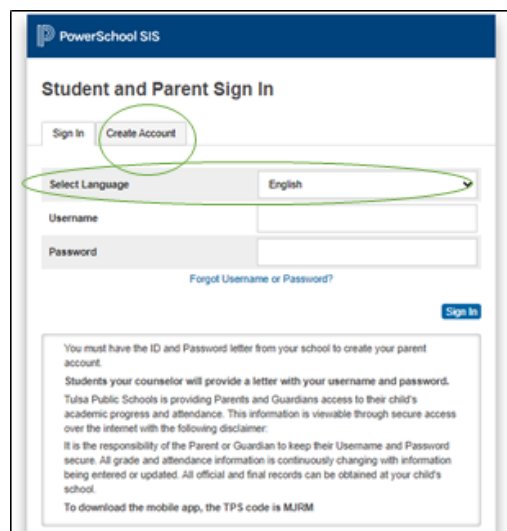 PowerSchool SIS
Student and Parent Sign In
Sign In
Create Account
Select Language English
Username
Password
Forgot Username or Password?
Sign In
You must have the ID and Password letter from your school to create your parent
account.
Students your counselor will provide a letter with your username and password.
Tulsa Public Schools is providing Parents and Guardians access to their child's
academic progress and attendance. This information is viewable through secure access
over the internet with the following disclaimer:
It is the responsibility of the Parent or Guardian to keep their Username and Password
secure. All grade and attendance information is continuously changing with information
being entered or updated. All official and final records can be obtained at your child's
school.
To download the mobile app, the TPS code is MJRM